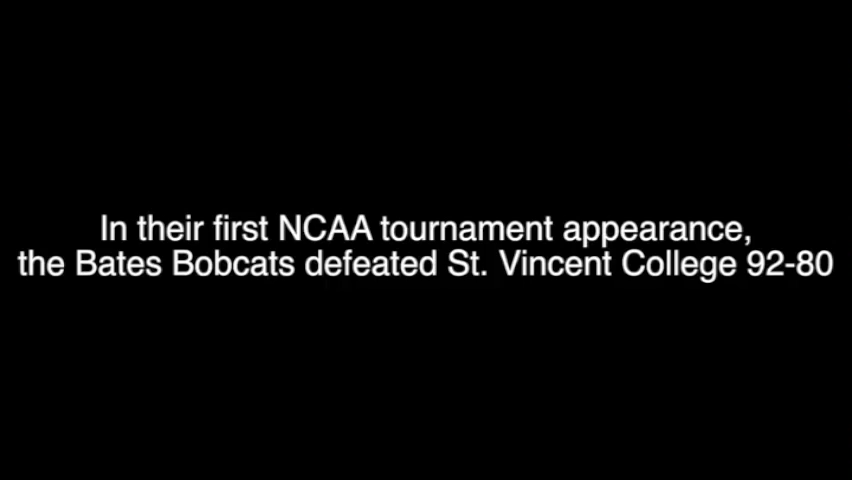 In their first NCAA tournament appearance,
the Bates Bobcats defeated St. Vincent College 92-80